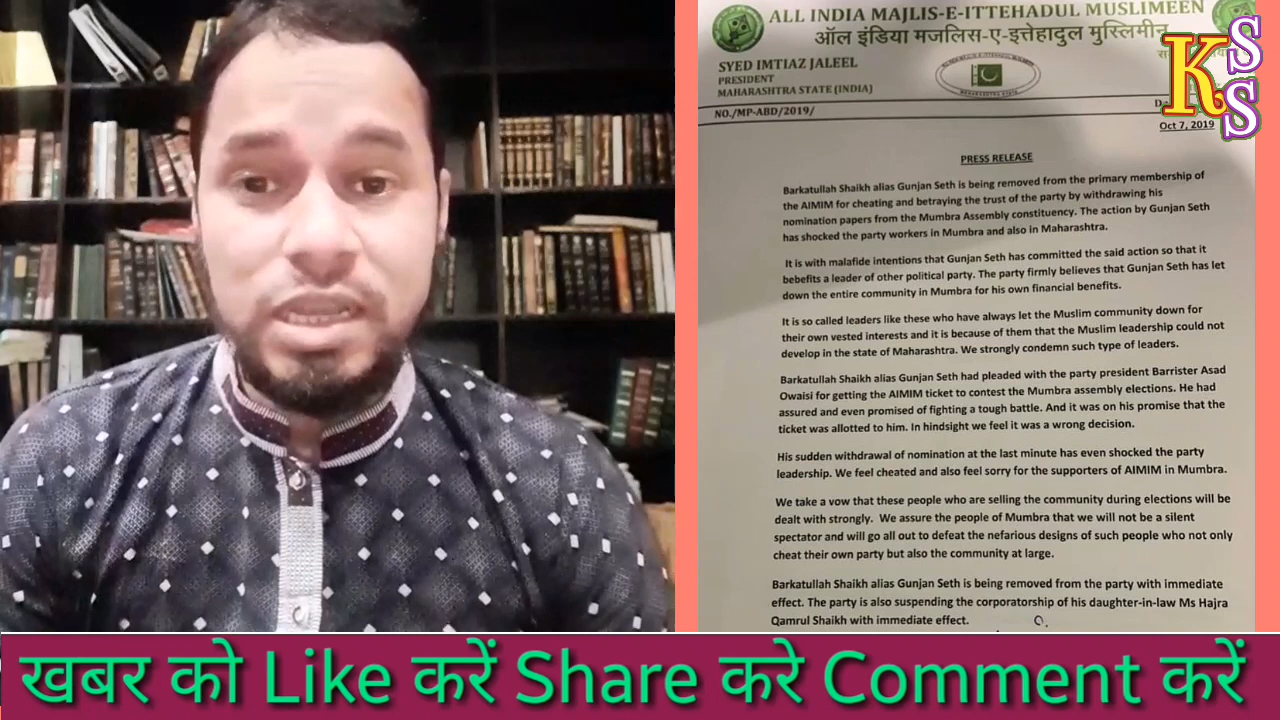 ALL INDIA MAJLIS-E-ITTEHADUL MUSLIMEEN
ऑल इंडिया मजलिस-ए-इत्तेहादुल मुस्लिमीन
SYED IMTIAZ JALEEL
PRESIDENT
MAHARASHTRA STATE (INDIA)
NO./MP-ABD/2019/
Oct 7, 2019
KSS
PRESS RELEASE
Barkatullah Shaikh alias Gunjan Seth is being removed from the primary membership of
the AIMIM for cheating and betraying the trust of the party by withdrawing his
nomination papers from the Mumbra Assembly constituency. The action by Gunjan Seth
has shocked the party workers in Mumbra and also in Maharashtra.
It is with malafide intentions that Gunjan Seth has committed the said action so that it
bebefits a leader of other political party. The party firmly believes that Gunjan Seth has let
down the entire community in Mumbra for his own financial benefits.
It is so called leaders like these who have always let the Muslim community down for
their own vested interests and it is because of them that the Muslim leadership could not
develop in the state of Maharashtra. We strongly condemn such type of leaders.
Barkatullah Shaikh alias Gunjan Seth had pleaded with the party president Barrister Asad
Owaisi for getting the AIMIM ticket to contest the Mumbra assembly elections. He had
assured and even promised of fighting a tough battle. And it was on his promise that the
ticket was allotted to him. In hindsight we feel it was a wrong decision.
His sudden withdrawal of nomination at the last minute has even shocked the party
leadership. We feel cheated and also feel sorry for the supporters of AIMIM in Mumbra.
We take a vow that these people who are selling the community during elections will be
dealt with strongly. We assure the people of Mumbra that we will not be a silent
spectator and will go all out to defeat the nefarious designs of such people who not only
cheat their own party but also the community at large.
Barkatullah Shaikh alias Gunjan Seth is being removed from the party with immediate
effect. The party is also suspending the corporatorship of his daughter-in-law Ms Hajra
Qamrul Shaikh with immediate effect.
खबर को Like करें Share करे Comment करें